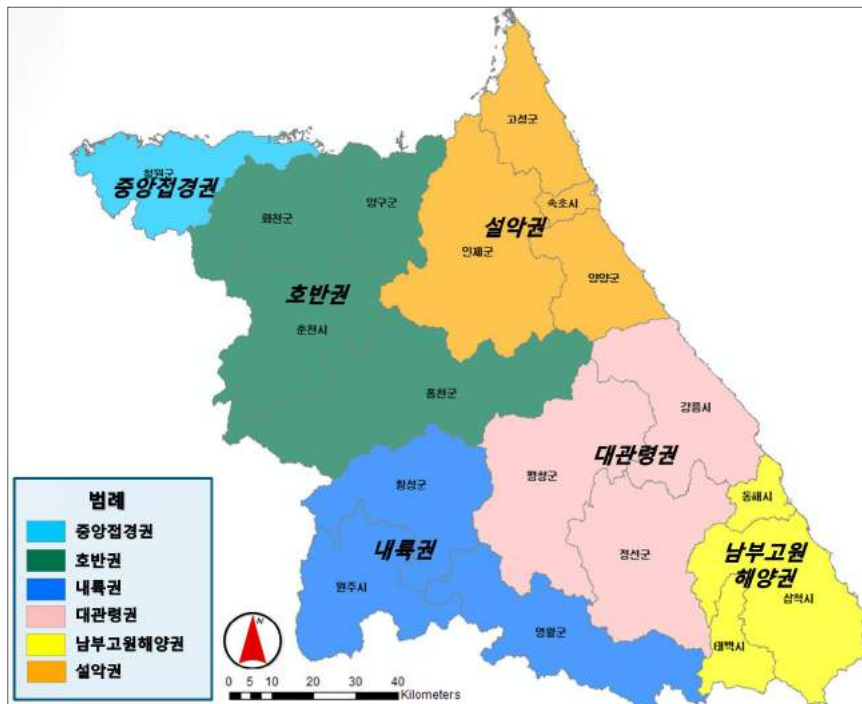 고성군
철원군
중앙접경권
양구군
화천군
속초시
설악권
인제군
양양군
호반권
춘천시
홍천군
강릉시
대관령권
평성군
횡성군
동해시
내륙권
정선군
남부고원
해양권
원주시
삼척시
영월군
태백시
범례
중앙접경권
호반권
내륙권
대관령권
남부고원해양권
설악권
N
0 5 10 20 30 40
Kilometers